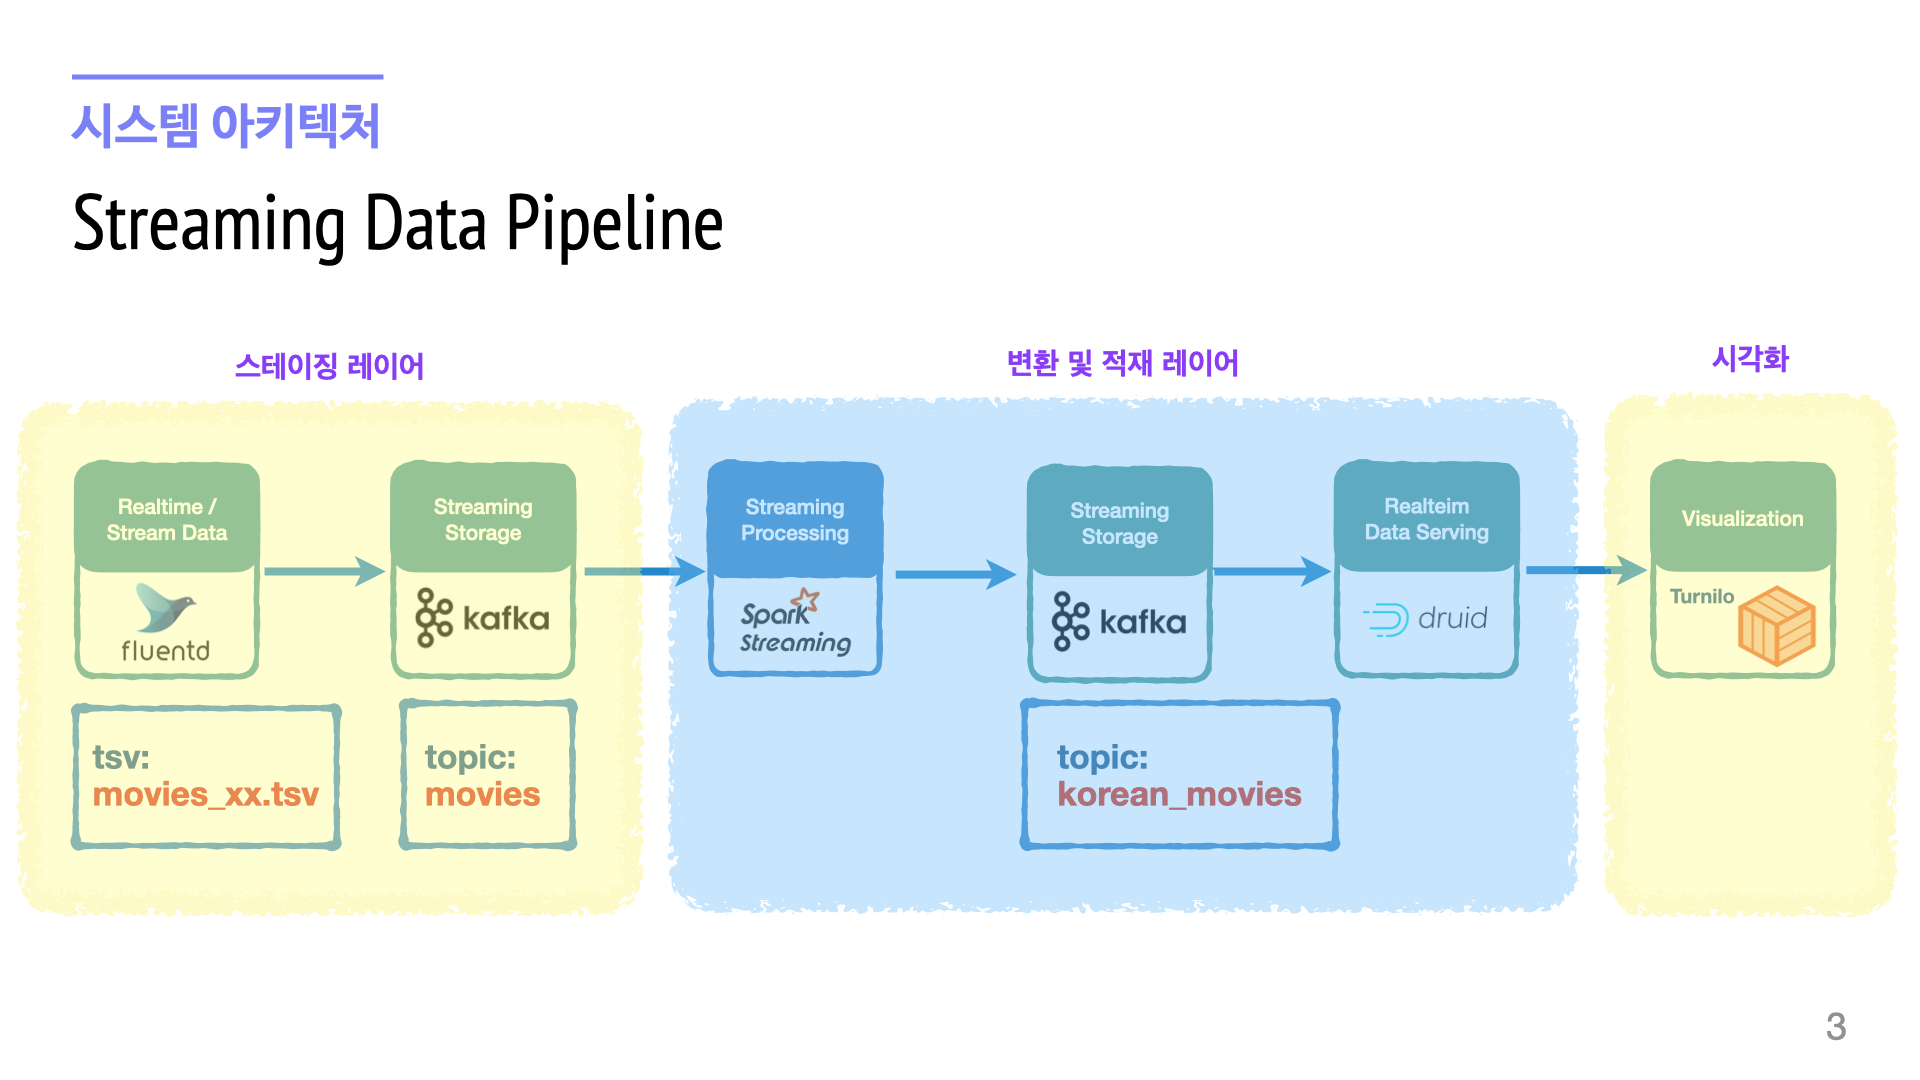 시스템 아키텍처
Streaming Data Pipeline
스테이징 레이어
Realtime /
Stream Data
fluentd
Streaming
Storage
kafka
tsv:
movies_xx.tsv
topic:
movies
변환 및 적재 레이어
Streaming
Processing
Spark
Streaming
Streaming
Storage
kafka
Realteim
Data Serving
druid
topic:
korean_movies
시각화
Visualization
Turnilo
3